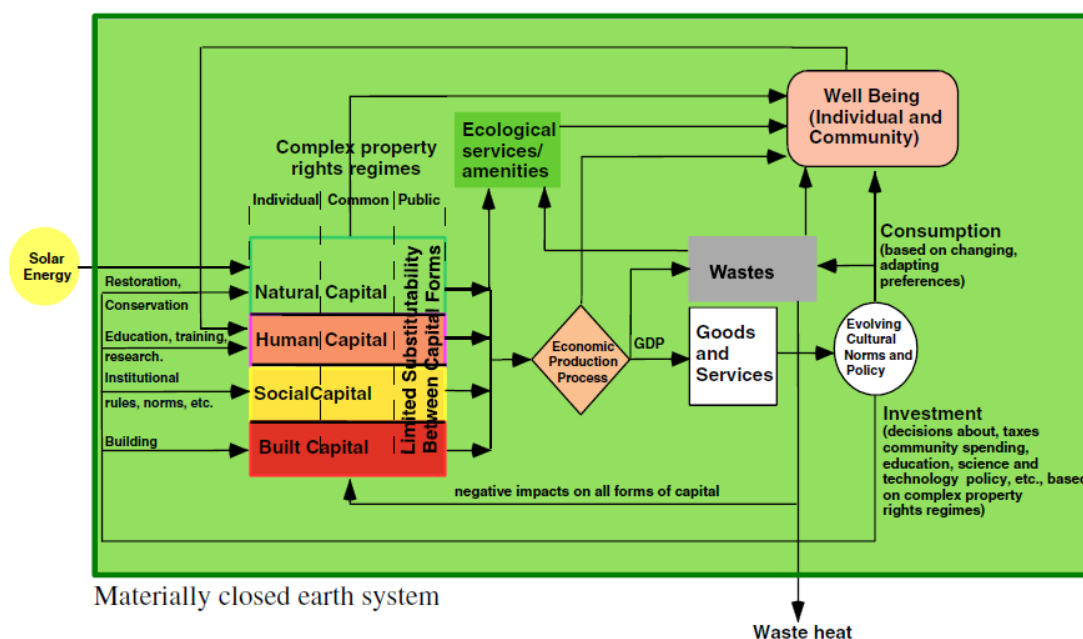 Well Being
(Individual and
Community)
Ecological
services/
amenities
Complex property
rights regimes
Individual
Common
Public
Solar
Energy
Restoration,
Conservation
Natural Capital
Education, training,
research.
Human Capital
Institutional
rules, norms, etc.
SocialCapital
Building
Built Capital
Limited Substitutability
Between Capital Forms
Economic
Production
Process
GDP
Wastes
Goods
and
Services
Consumption
(based on changing,
adapting
preferences)
Evolving
Cultural
Norms and
Policy
Investment
(decisions about, taxes
community spending,
education, science and
technology policy, etc., based
on complex property
rights regimes)
negative impacts on all forms of capital
Materially closed earth system
Waste heat